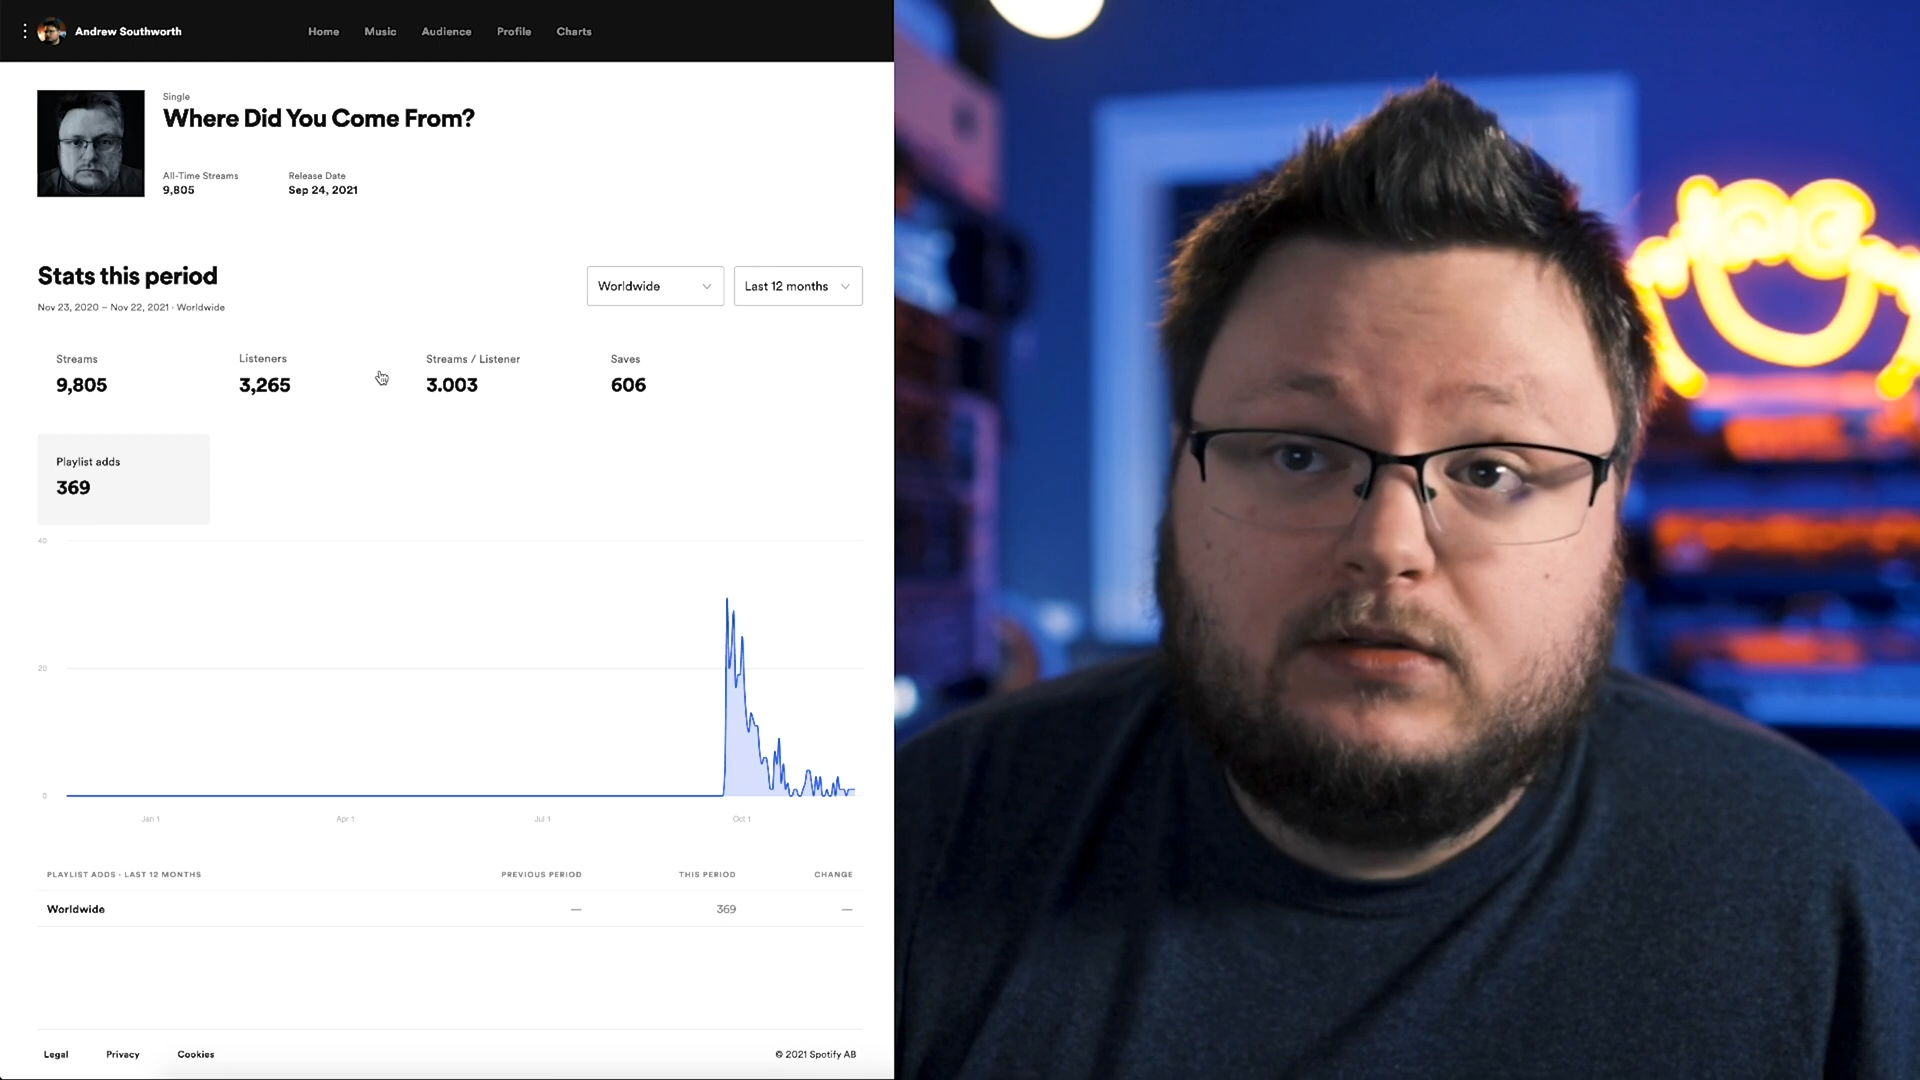 Andrew Southworth
Home Music Audience Profile Charts
Single
Where Did You Come From?
All-Time Streams Release Date
9,805 Sep 24, 2021
Stats this period
Worldwide Last 12 months
Nov 23, 2020 – Nov 22, 2021 · Worldwide
Streams Listeners Streams / Listener Saves
9,805 3,265 3.003 606
Playlist adds
369
40
20
0
Jan 1 Apr 1 Jul 1 Oct 1
PLAYLIST ADDS · LAST 12 MONTHS PREVIOUS PERIOD THIS PERIOD CHANGE
Worldwide — 369 —
Legal Privacy Cookies © 2021 Spotify AB